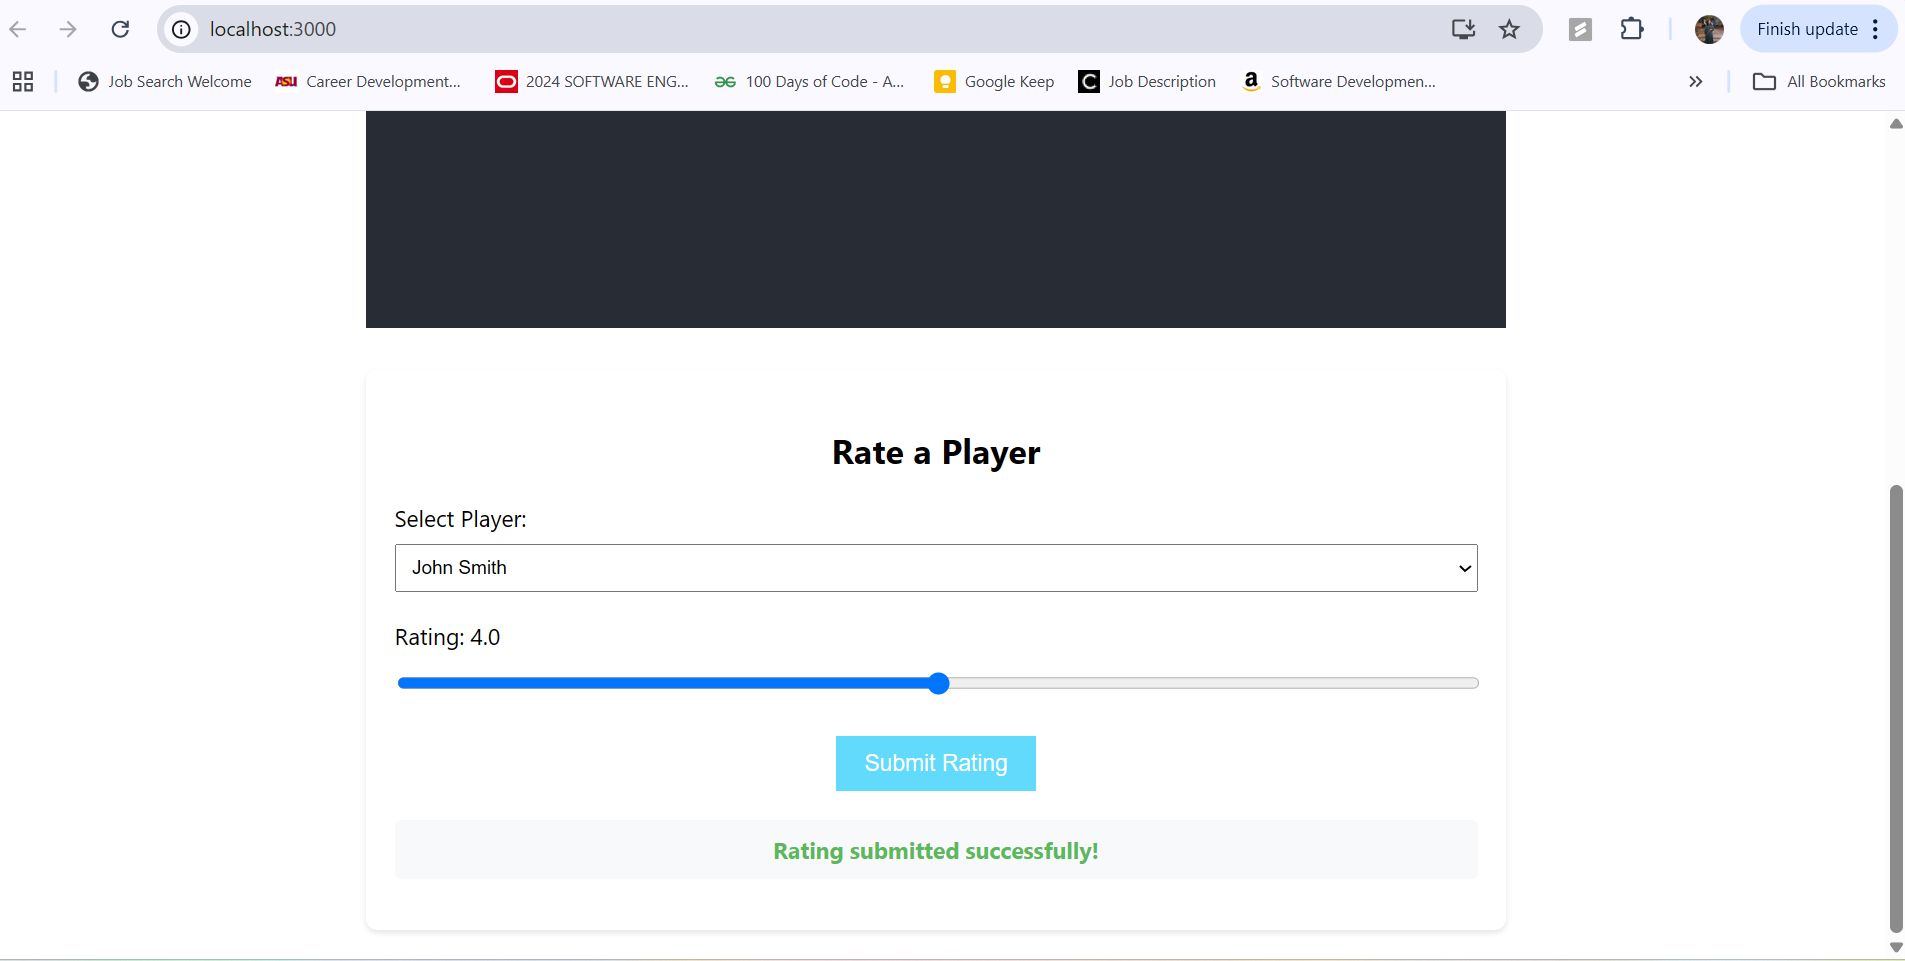 localhost:3000
Finish update
Job Search Welcome
ASU
Career Development...
2024 SOFTWARE ENG...
100 Days of Code - A...
Google Keep
C
Job Description
a
Software Developmen...
All Bookmarks
Rate a Player
Select Player:
John Smith
Rating: 4.0
Submit Rating
Rating submitted successfully!